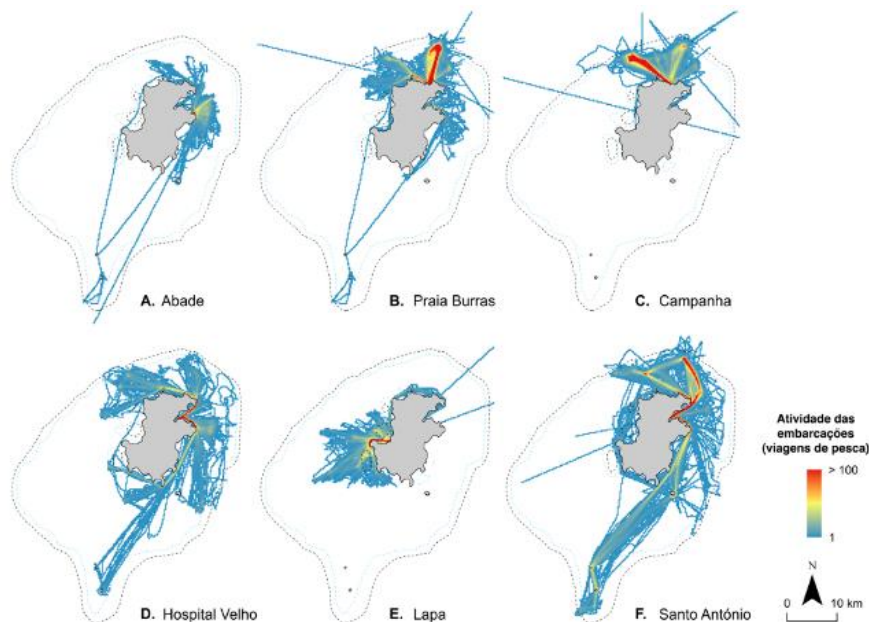 A. Abade
B. Praia Burras
C. Campanha
D. Hospital Velho
E. Lapa
F. Santo António
Atividade das
embarcações
(viagens de pesca)
> 100
1
N
0 10 km